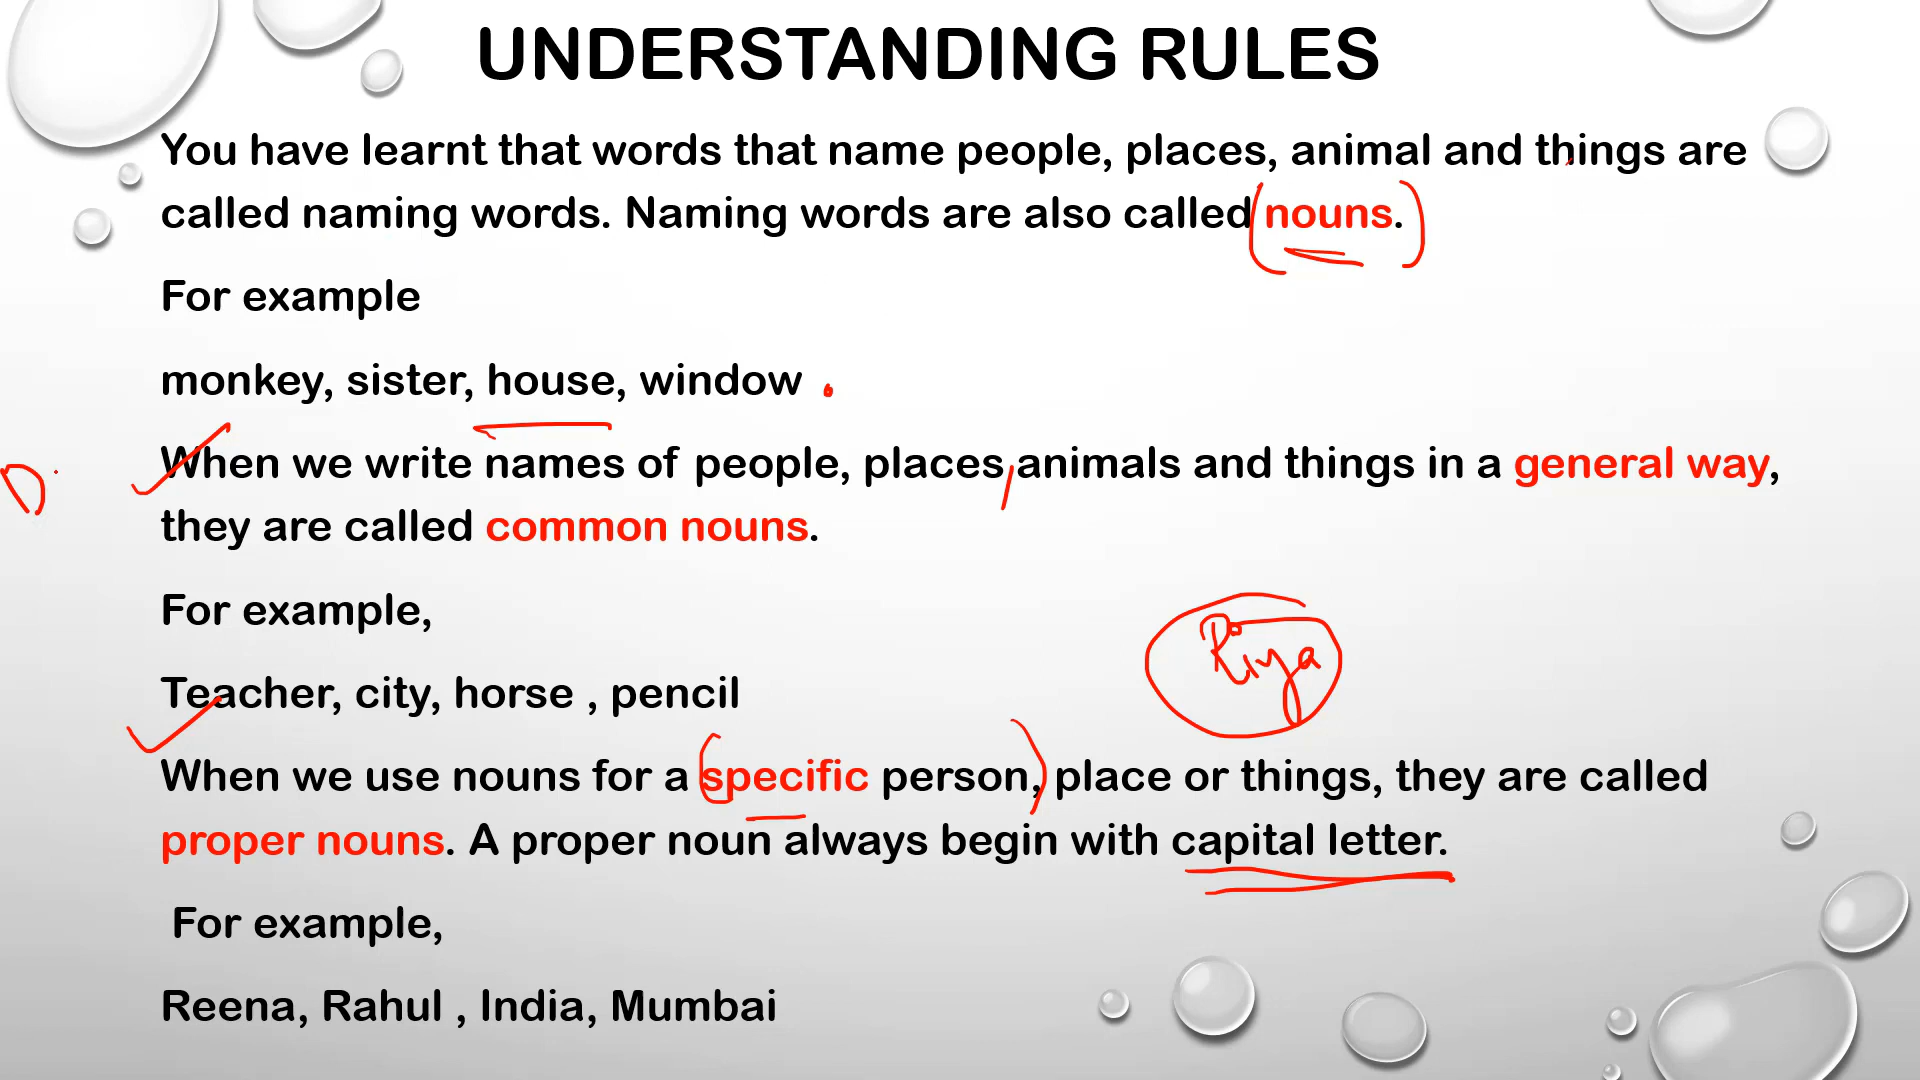 UNDERSTANDING RULES
You have learnt that words that name people, places, animal and things are
called naming words. Naming words are also called nouns.
For example
monkey, sister, house, window .
When we write names of people, places, animals and things in a general way,
they are called common nouns.
For example,
Riya
Teacher, city, horse , pencil
When we use nouns for a specific person, place or things, they are called
proper nouns. A proper noun always begin with capital letter.
For example,
Reena, Rahul , India, Mumbai